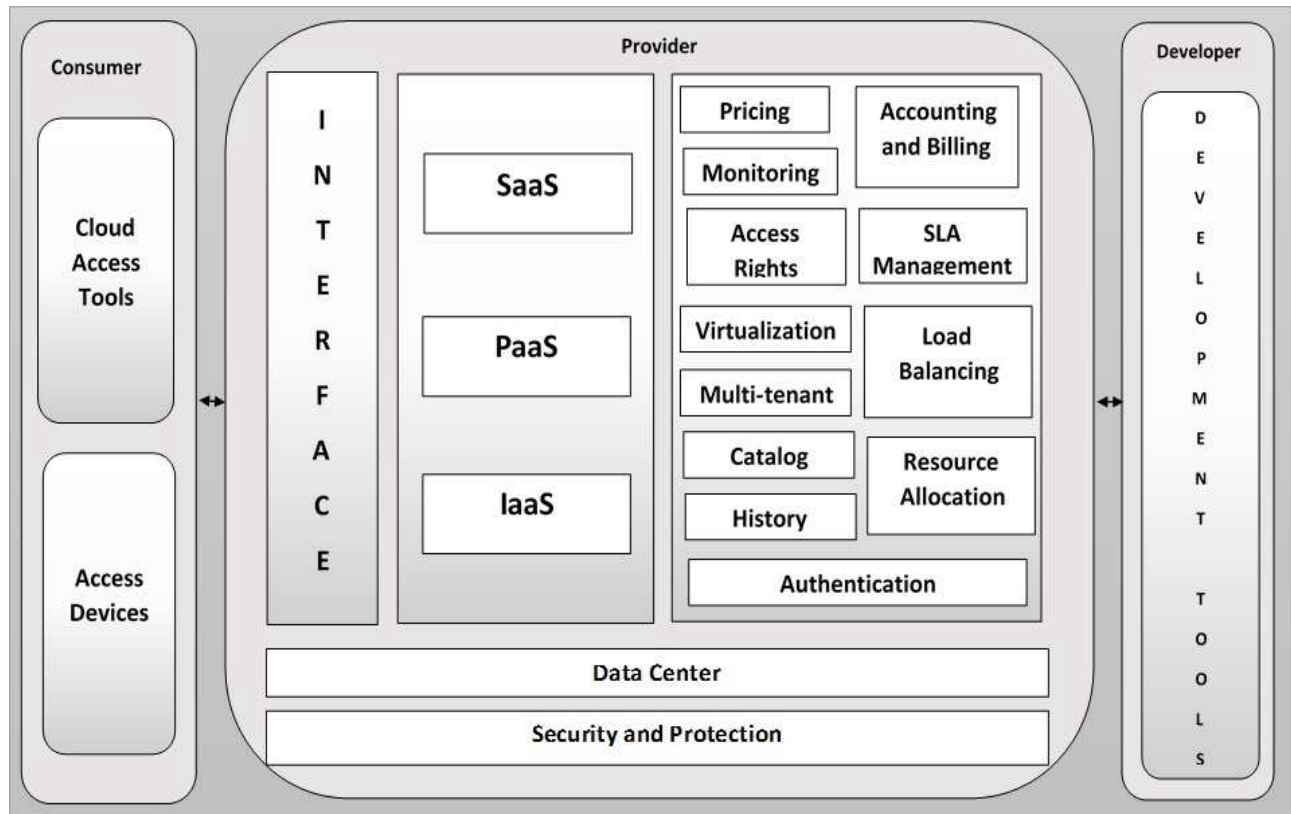 Consumer
Cloud
Access
Tools
Access
Devices
Provider
I
N
T
E
R
F
A
C
E
SaaS
PaaS
IaaS
Pricing
Accounting
and Billing
Monitoring
Access
Rights
SLA
Management
Virtualization
Load
Balancing
Multi-tenant
Catalog
Resource
Allocation
History
Authentication
Data Center
Security and Protection
Developer
D
E
V
E
L
O
P
M
E
N
T
T
O
O
L
S